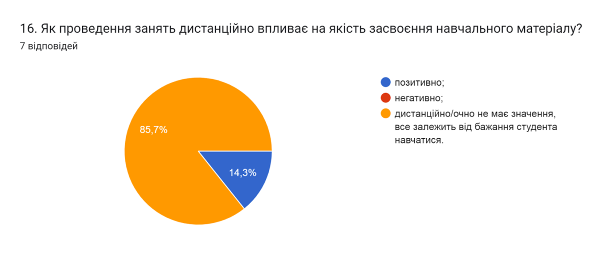 16. Як проведення занять дистанційно впливає на якість засвоєння навчального матеріалу?
7 відповідей
85,7%
14,3%
позитивно;
негативно;
дистанційно/очно не має значення,
все залежить від бажання студента
навчатися.